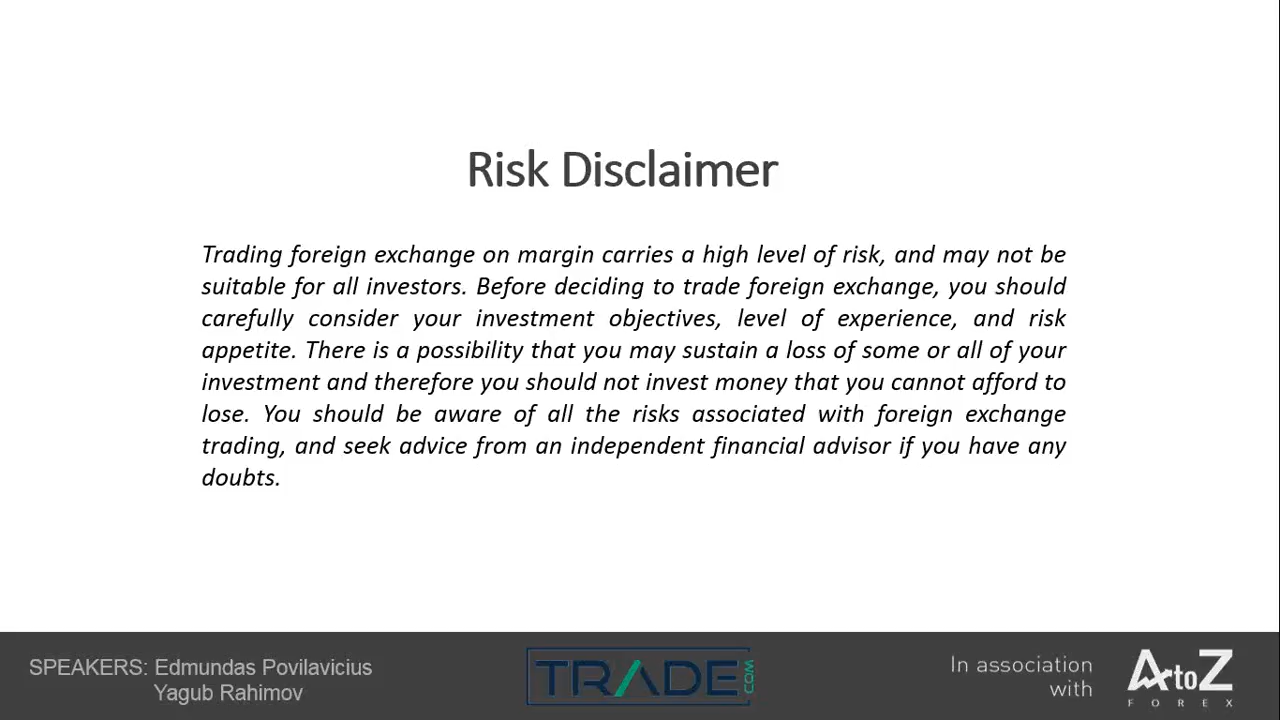 Risk Disclaimer
Trading foreign exchange on margin carries a high level of risk, and may not be
suitable for all investors. Before deciding to trade foreign exchange, you should
carefully consider your investment objectives, level of experience, and risk
appetite. There is a possibility that you may sustain a loss of some or all of your
investment and therefore you should not invest money that you cannot afford to
lose. You should be aware of all the risks associated with foreign exchange
trading, and seek advice from an independent financial advisor if you have any
doubts.
SPEAKERS: Edmundas Povilavicius
Yagub Rahimov
TRADE.COM
In association
with
AtoZ
FOREX